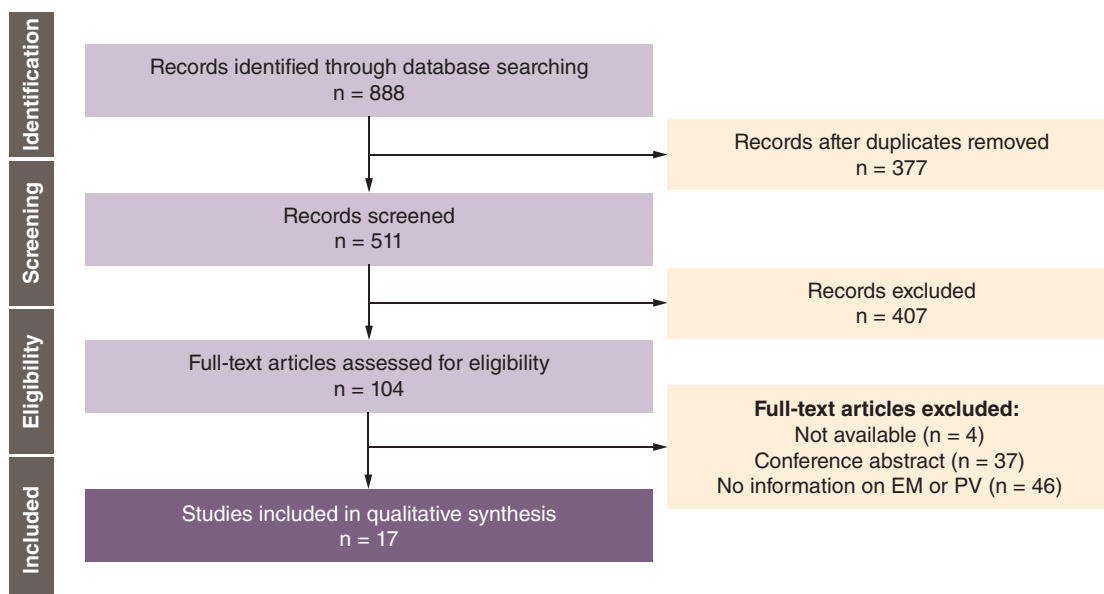 Identification
Records identified through database searching
n = 888
Records after duplicates removed
n = 377
Screening
Records screened
n = 511
Records excluded
n = 407
Eligibility
Full-text articles assessed for eligibility
n = 104
Full-text articles excluded:
Not available (n = 4)
Conference abstract (n = 37)
No information on EM or PV (n = 46)
Included
Studies included in qualitative synthesis
n = 17